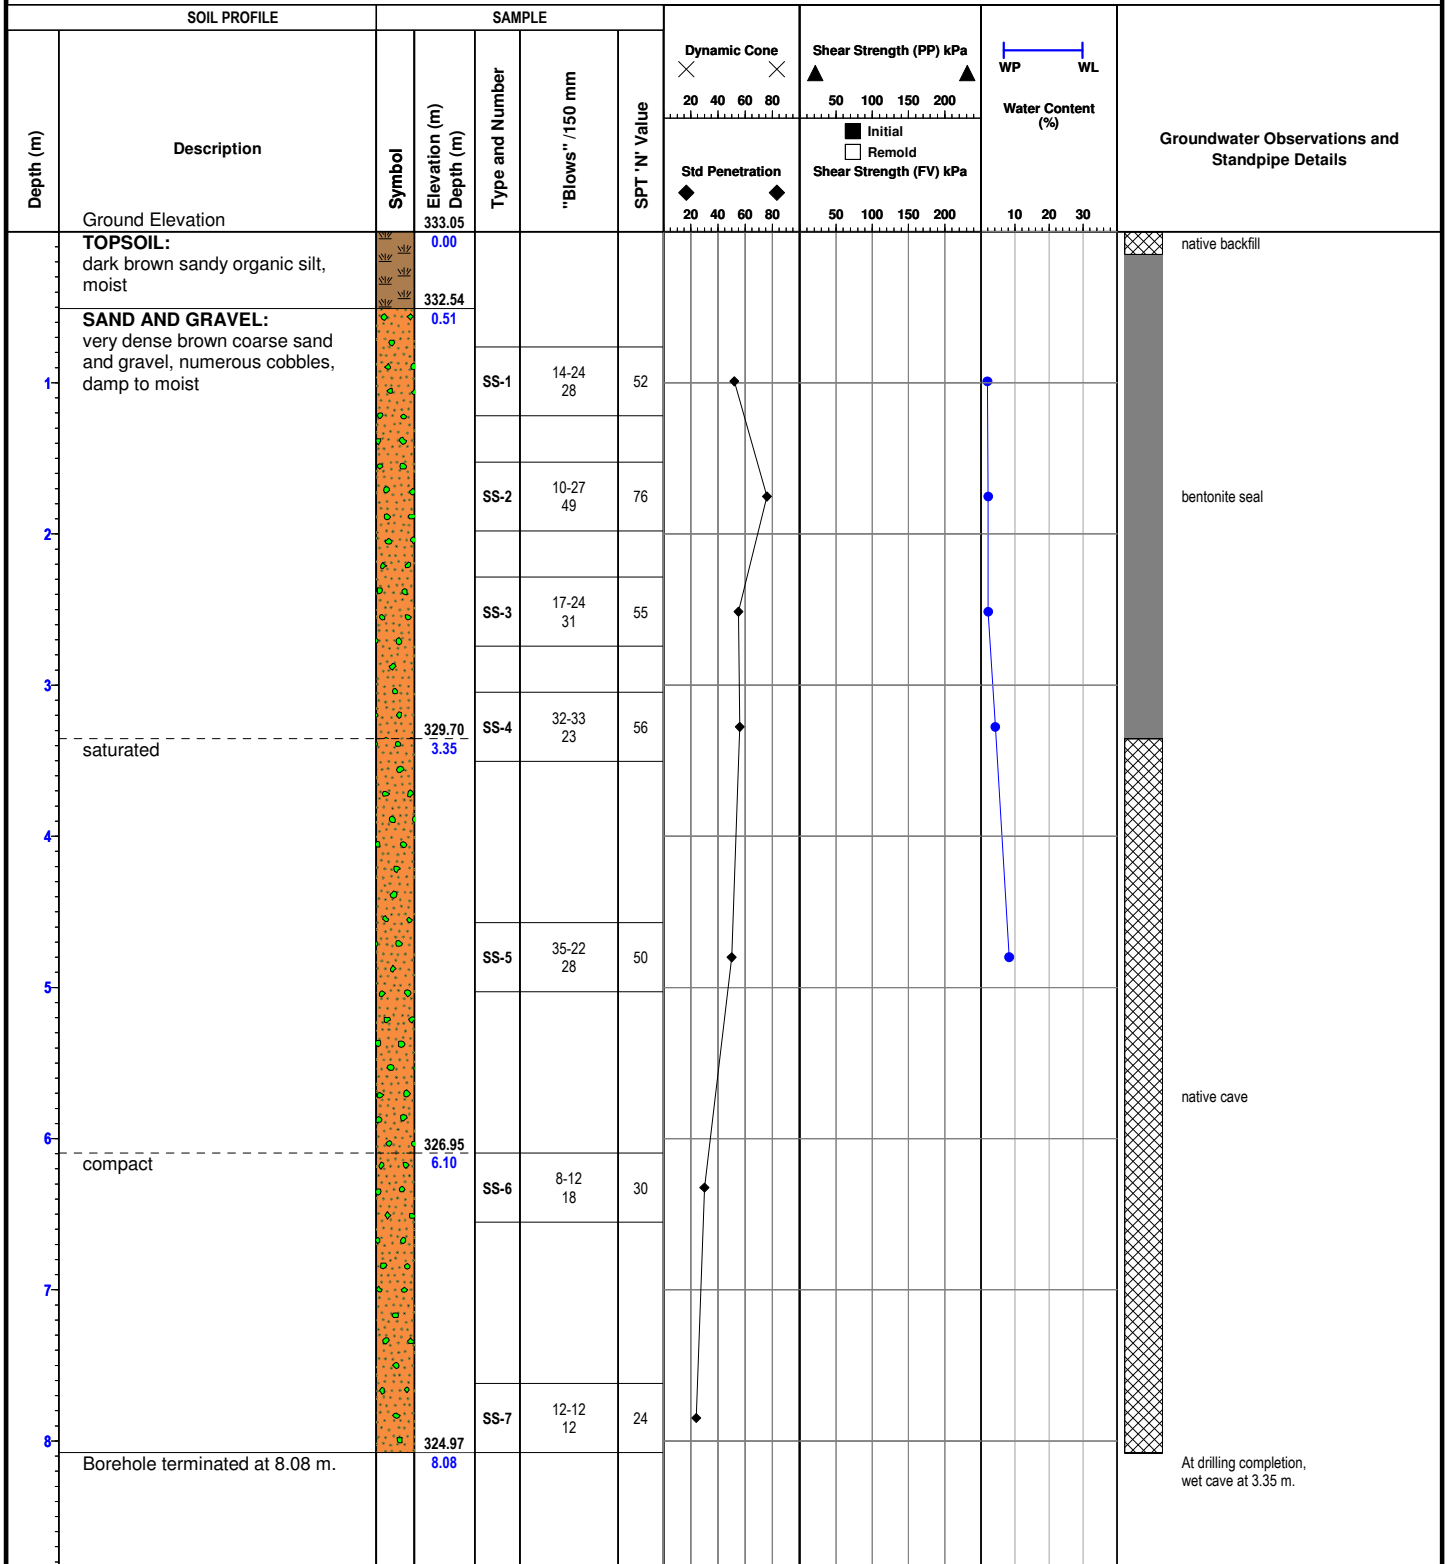 SOIL PROFILE
SAMPLE
Depth (m)
Description
Symbol
Elevation (m)
Depth (m)
Type and Number
"Blows" /150 mm
SPT 'N' Value
Dynamic Cone
20 40 60 80
Std Penetration
20 40 60 80
Shear Strength (PP) kPa
50 100 150 200
Initial
Remold
Shear Strength (FV) kPa
50 100 150 200
WP WL
Water Content
(%)
10 20 30
Groundwater Observations and
Standpipe Details
Ground Elevation
333.05
TOPSOIL:
dark brown sandy organic silt,
moist
0.00
332.54
native backfill
SAND AND GRAVEL:
very dense brown coarse sand
and gravel, numerous cobbles,
damp to moist
0.51
1
SS-1
14-24
28
52
SS-2
10-27
49
76
bentonite seal
2
SS-3
17-24
31
55
3
SS-4
32-33
23
56
329.70
saturated
3.35
4
SS-5
35-22
28
50
5
native cave
6
326.95
compact
6.10
SS-6
8-12
18
30
7
SS-7
12-12
12
24
8
324.97
Borehole terminated at 8.08 m.
8.08
At drilling completion,
wet cave at 3.35 m.